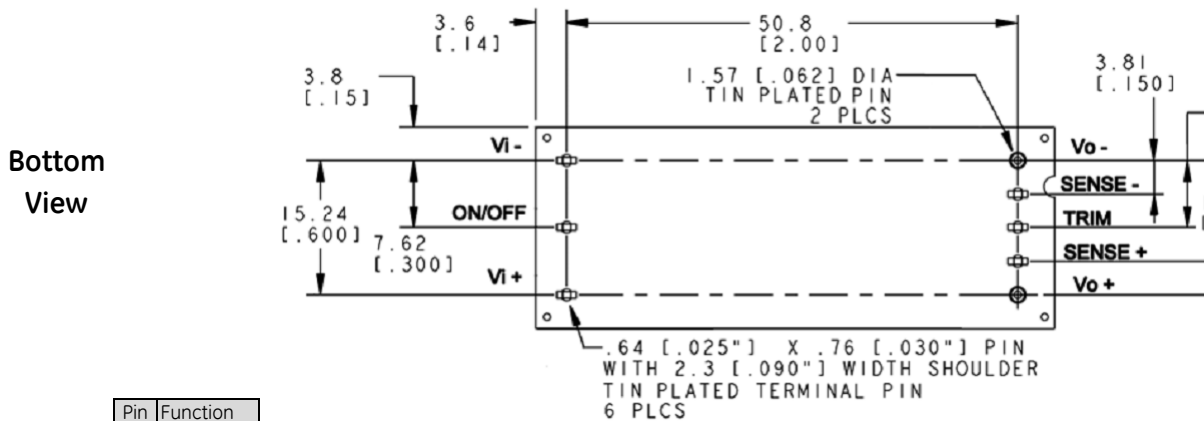 3.6
[.14]
50.8
[2.00]
3.8
[.15]
1.57 [.062] DIA
TIN PLATED PIN
2 PLCS
3.81
[.150]
Bottom
View
Vi -
Vo -
SENSE -
15.24
[.600]
ON/OFF
TRIM
7.62
[.300]
SENSE +
Vi +
Vo +
.64 [.025"] X .76 [.030"] PIN
WITH 2.3 [.090"] WIDTH SHOULDER
TIN PLATED TERMINAL PIN
6 PLCS
Pin Function